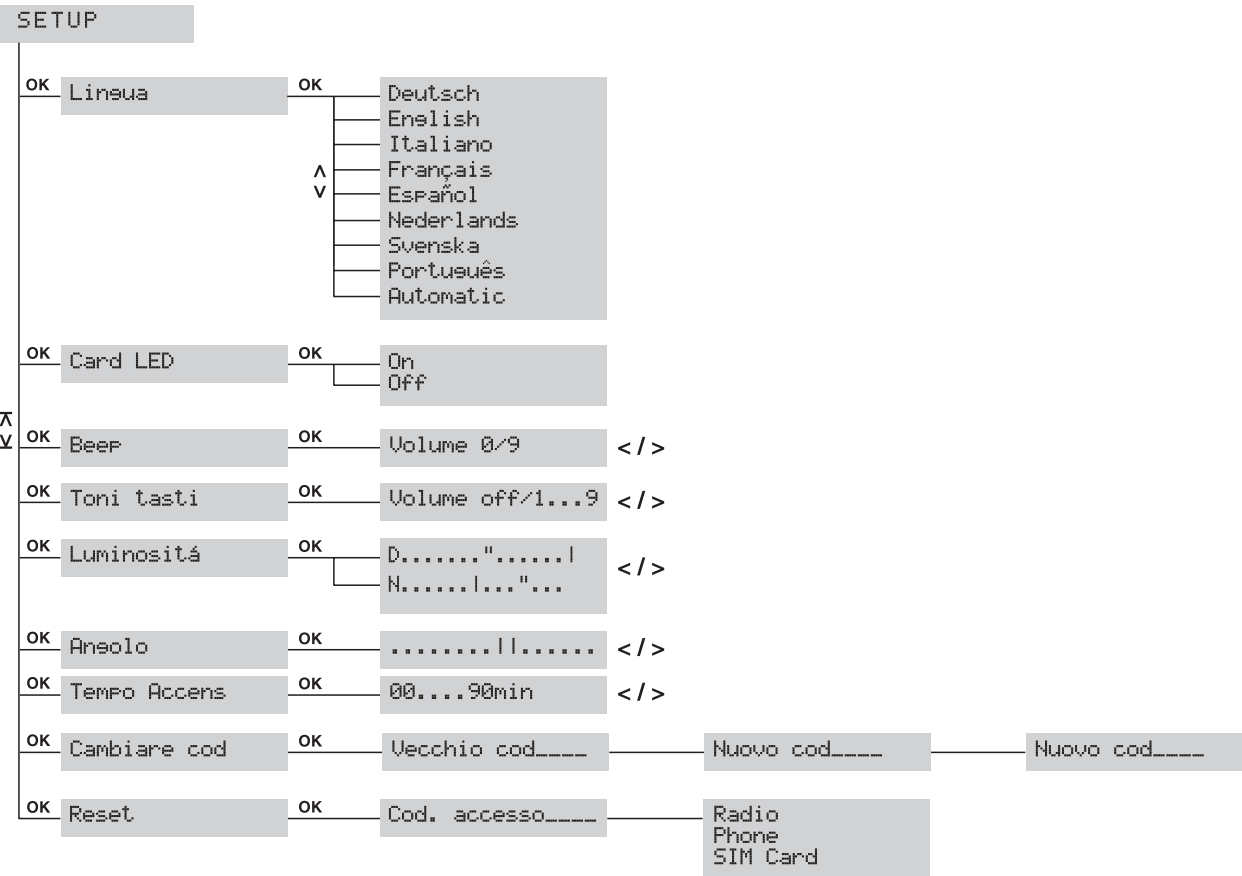 SETUP
OK Lingua OK Deutsch
English
Italiano
Français
Español
Nederlands
Svenska
Português
Automatic
OK Card LED OK On
Off
OK Beep OK Volume 0/9 < / >
OK Toni tasti OK Volume off/1...9 < / >
OK Luminositá OK D......."......|
N......|..."...
< / >
OK Angolo OK ........||...... < / >
OK Tempo Accens OK 00....90min < / >
OK Cambiare cod OK Vecchio cod____ Nuovo cod____ Nuovo cod____
OK Reset OK Cod. accesso____ Radio
Phone
SIM Card